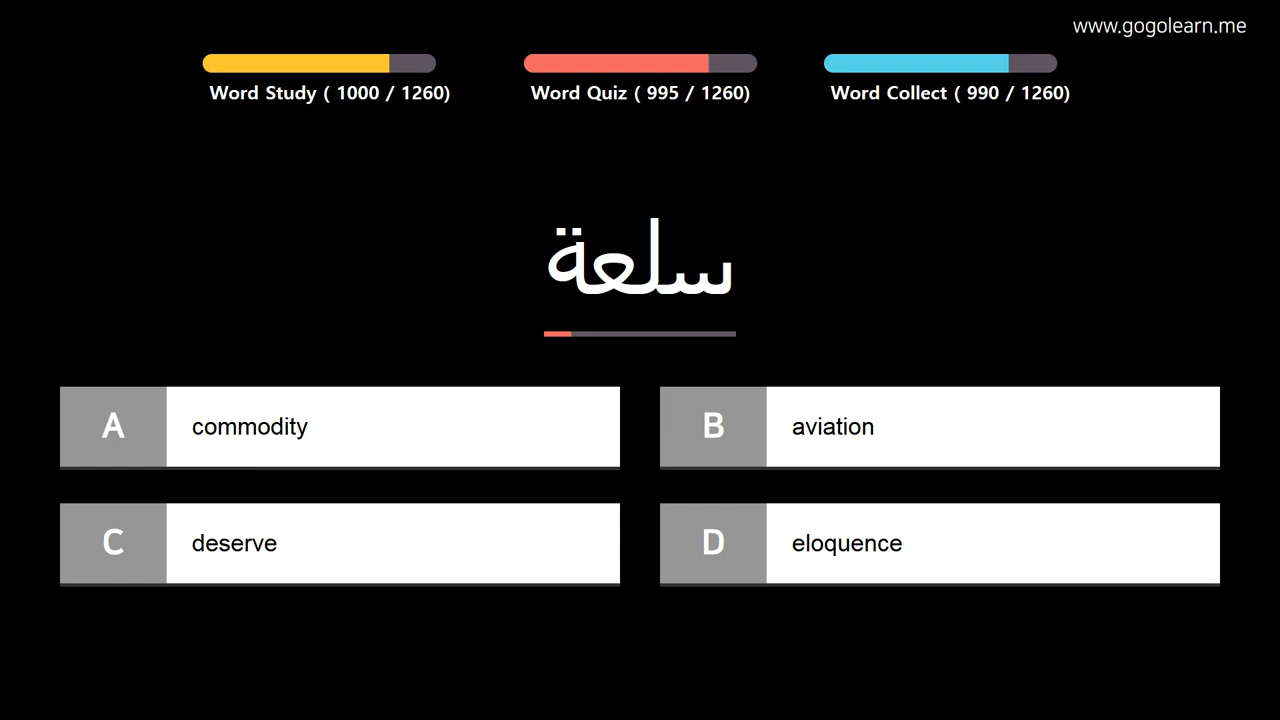 www.gogolearn.me
Word Study ( 1000 / 1260)
Word Quiz ( 995 / 1260)
Word Collect ( 990 / 1260)
سلعة
A commodity
B aviation
C deserve
D eloquence